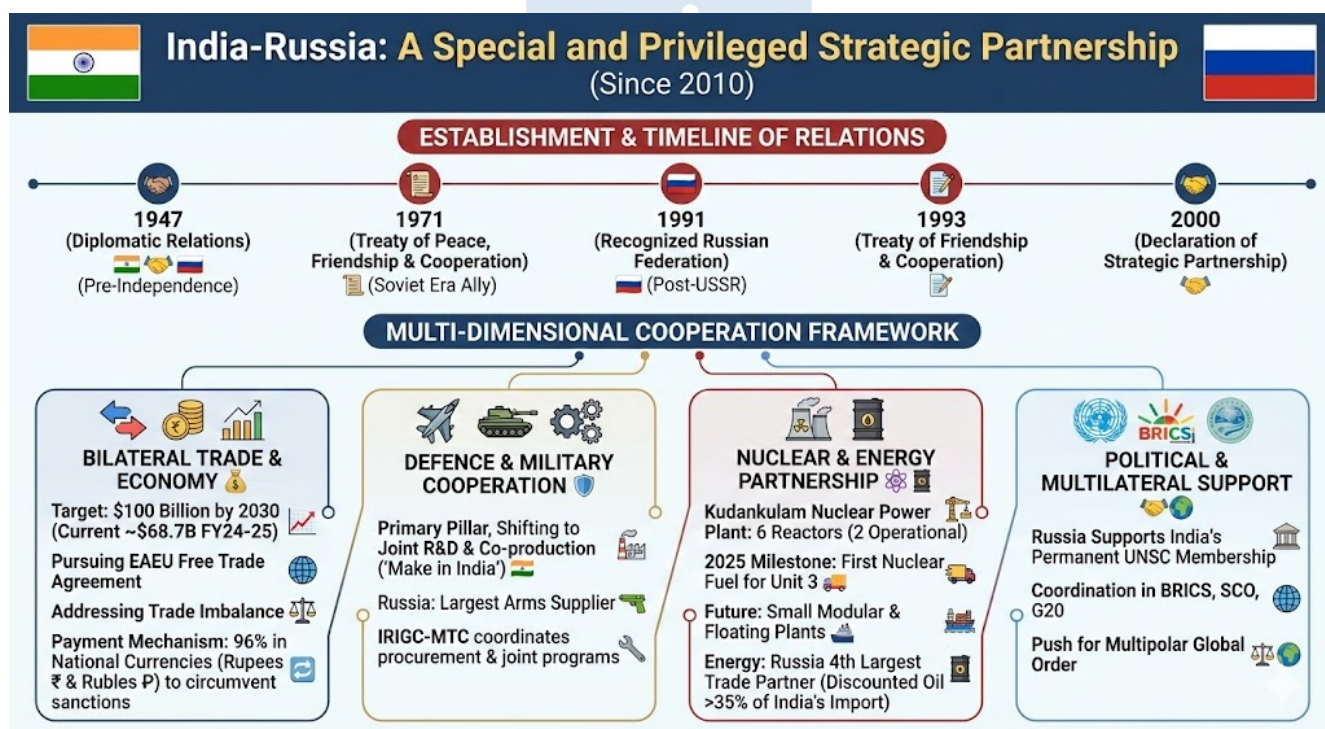 India-Russia: A Special and Privileged Strategic Partnership
(Since 2010)
ESTABLISHMENT & TIMELINE OF RELATIONS
1947
(Diplomatic Relations)
(Pre-Independence)
1971
(Treaty of Peace,
Friendship & Cooperation)
(Soviet Era Ally)
1991
(Recognized Russian
Federation)
(Post-USSR)
1993
(Treaty of Friendship
& Cooperation)
2000
(Declaration of
Strategic Partnership)
MULTI-DIMENSIONAL COOPERATION FRAMEWORK
BILATERAL TRADE &
ECONOMY
Target: $100 Billion by 2030
(Current ~$68.7B FY24-25)
Pursuing EAEU Free Trade
Agreement
Addressing Trade Imbalance
Payment Mechanism: 96% in
National Currencies (Rupees
₹ & Rubles ₽) to circumvent
sanctions
DEFENCE & MILITARY
COOPERATION
Primary Pillar, Shifting to
Joint R&D & Co-production
('Make in India')
Russia: Largest Arms Supplier
IRIGC-MTC coordinates
procurement & joint programs
NUCLEAR & ENERGY
PARTNERSHIP
Kudankulam Nuclear Power
Plant: 6 Reactors (2 Operational)
2025 Milestone: First Nuclear
Fuel for Unit 3
Future: Small Modular &
Floating Plants
Energy: Russia 4th Largest
Trade Partner (Discounted Oil
>35% of India's Import)
BRICS
POLITICAL &
MULTILATERAL SUPPORT
Russia Supports India's
Permanent UNSC Membership
Coordination in BRICS, SCO,
G20
Push for Multipolar Global
Order